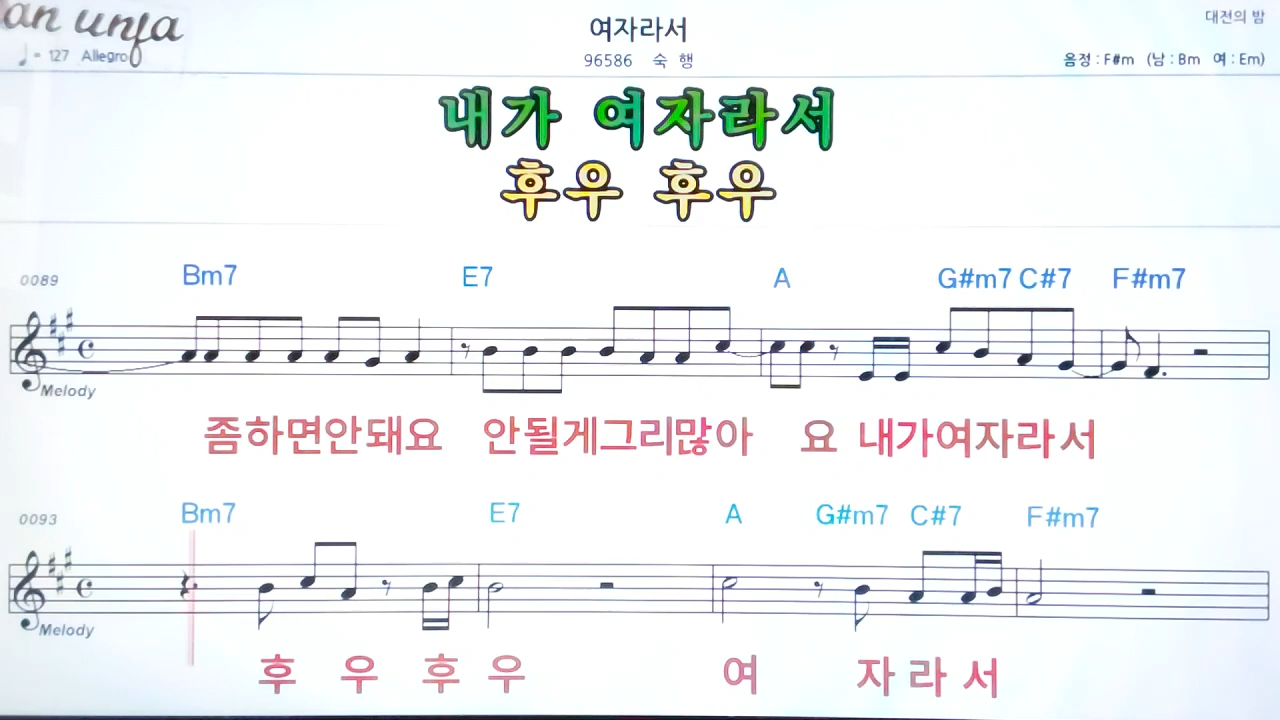 an unja
여자라서
대전의 밤
♩= 127 Allegro
96586 숙 행
음정 : F#m (남 : Bm 여 : Em)
내가 여자라서
후우 후우
0089 Bm7 E7 A G#m7 C#7 F#m7
Melody
좀하면안돼요 안될게그리많아 요 내가여자라서
0093 Bm7 E7 A G#m7 C#7 F#m7
Melody
후 우 후 우 여 자 라 서